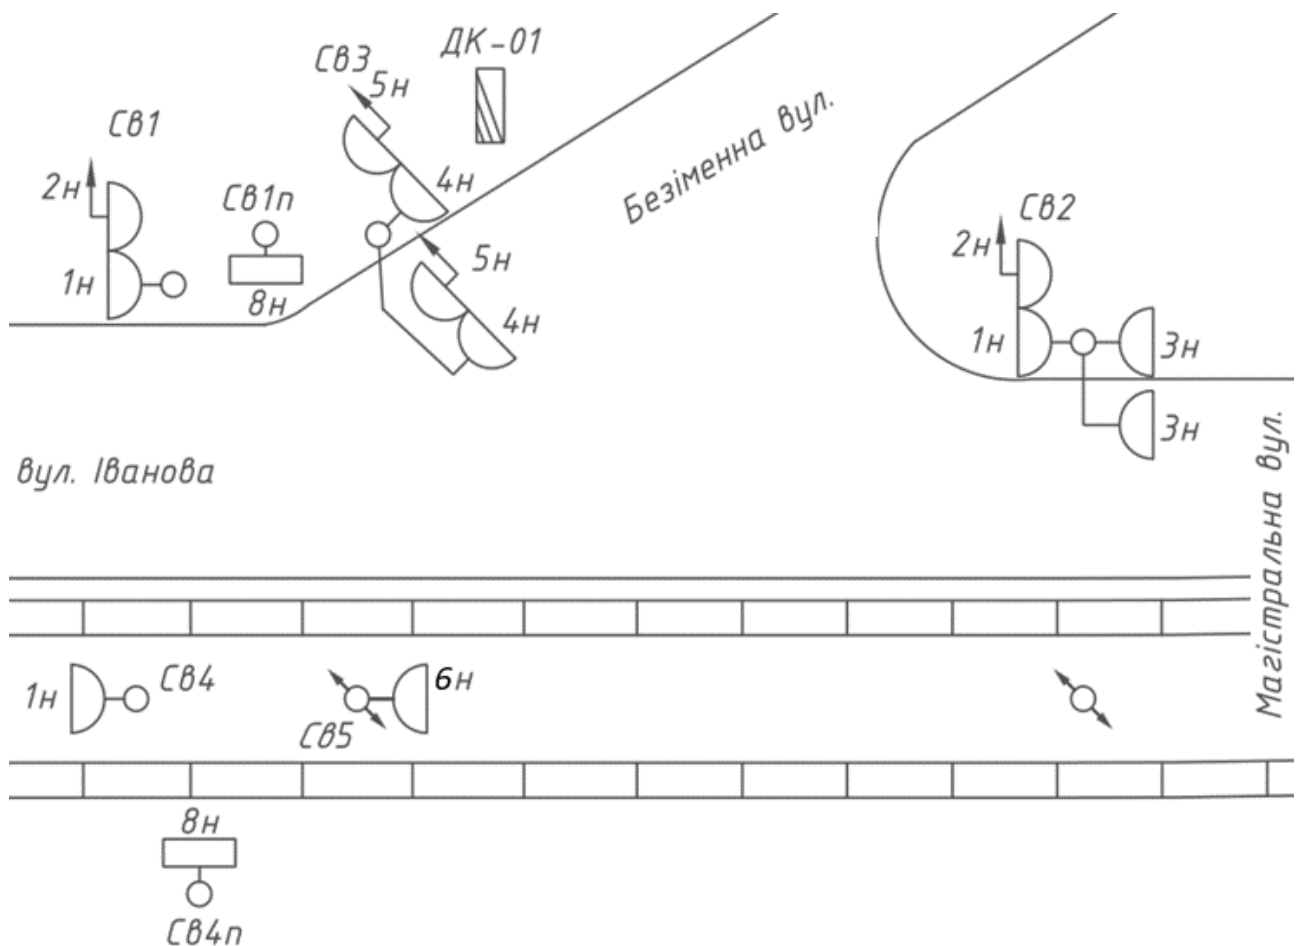 ДК-01
Св3
5н
Св1
4н
2н
Св1п
1н
8н
Безіменна вул.
5н
4н
Св2
2н
1н
3н
3н
вул. Іванова
Магістральна вул.
1н
Св4
Св5
6н
8н
Св4п